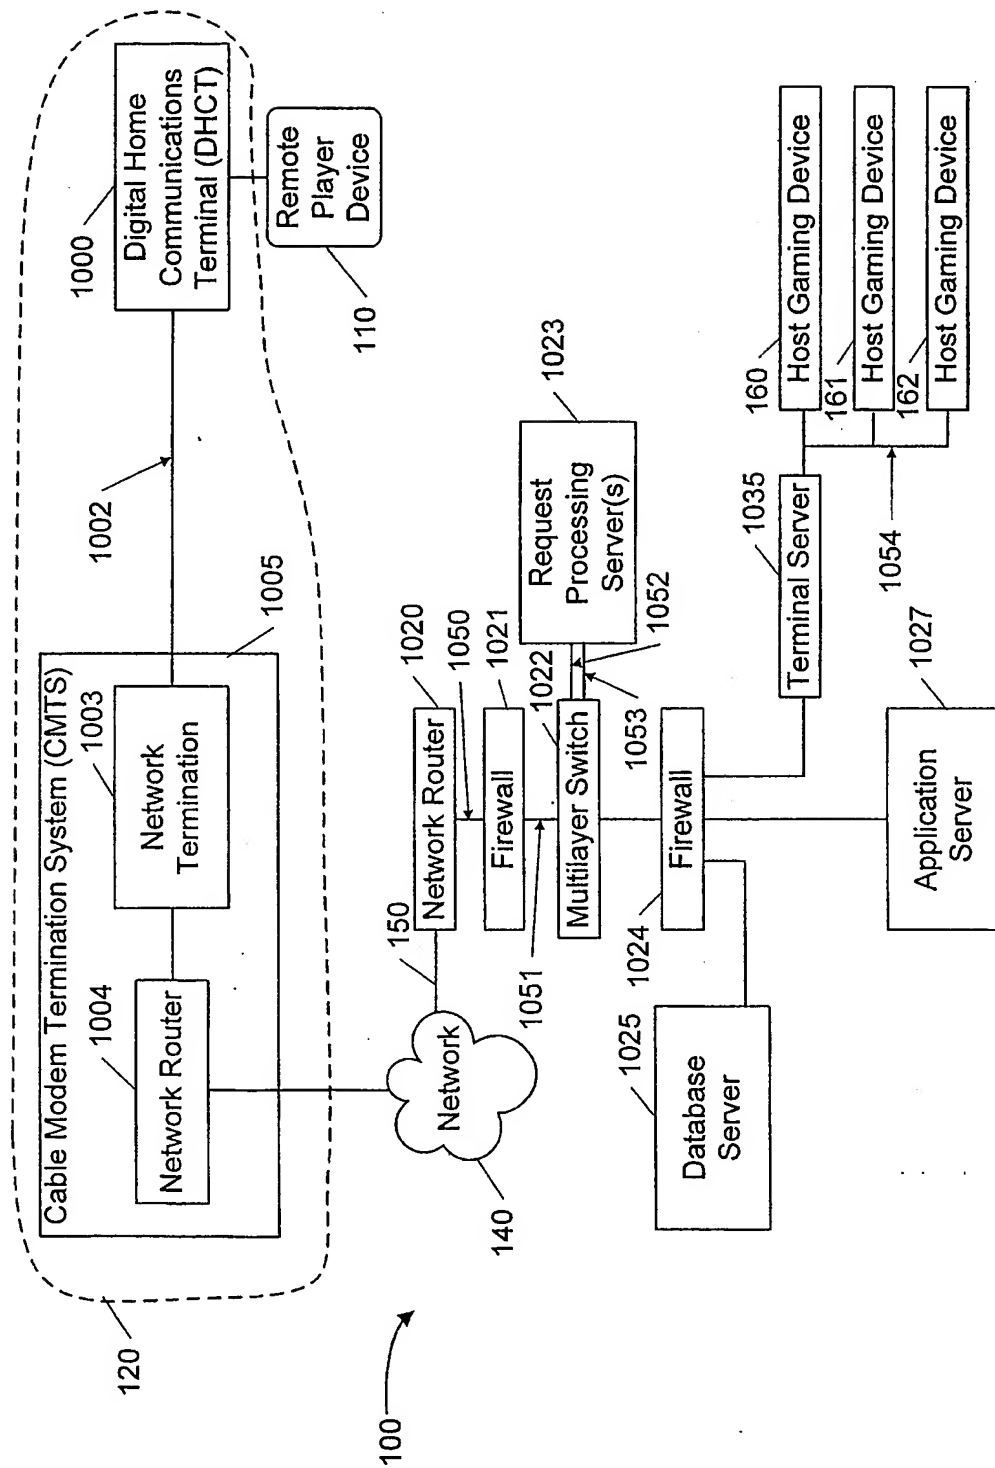 120
Cable Modem Termination System (CMTS)
1004
Network Router
1003
Network
Termination
1005
1002
1000
Digital Home
Communications
Terminal (DHCT)
Remote
Player
Device
110
100
140
Network
150
Network Router
1020
1050
Firewall
1021
1051
Multilayer Switch
1022
1052
1053
Request
Processing
Server(s)
1023
1024
Firewall
1025
Database
Server
Application
Server
1027
Terminal Server
1035
1054
160
Host Gaming Device
161
Host Gaming Device
162
Host Gaming Device